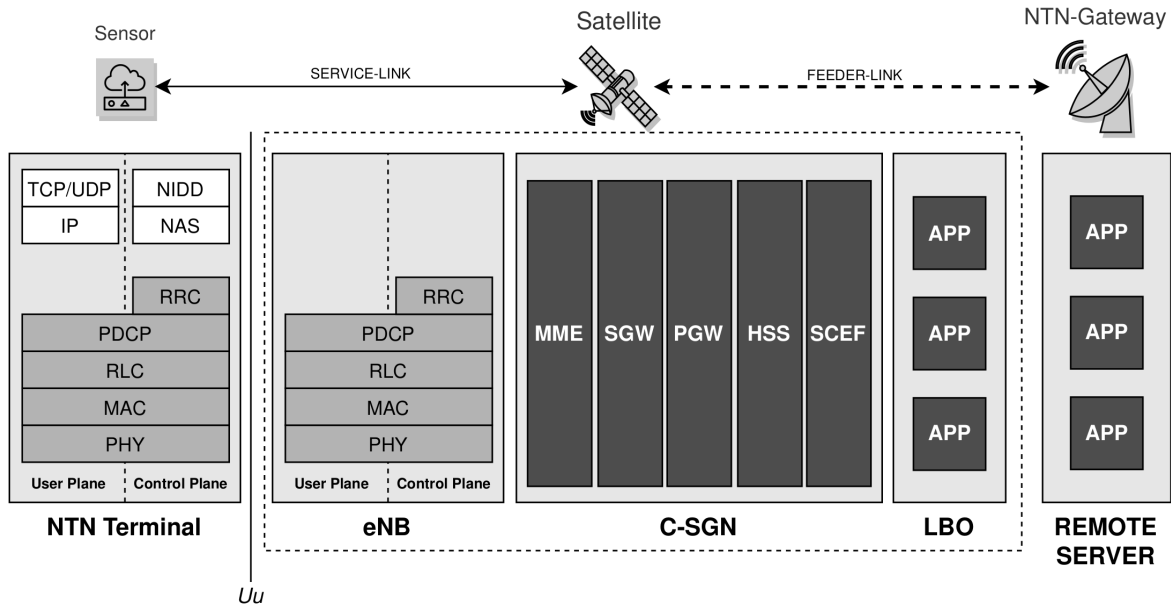 Sensor
Satellite
NTN-Gateway
SERVICE-LINK
FEEDER-LINK
TCP/UDP
IP
NIDD
NAS
RRC
PDCP
RLC
MAC
PHY
User Plane
Control Plane
NTN Terminal
Uu
RRC
PDCP
RLC
MAC
PHY
User Plane
Control Plane
eNB
MME
SGW
PGW
HSS
SCEF
C-SGN
APP
APP
APP
LBO
APP
APP
APP
REMOTE
SERVER